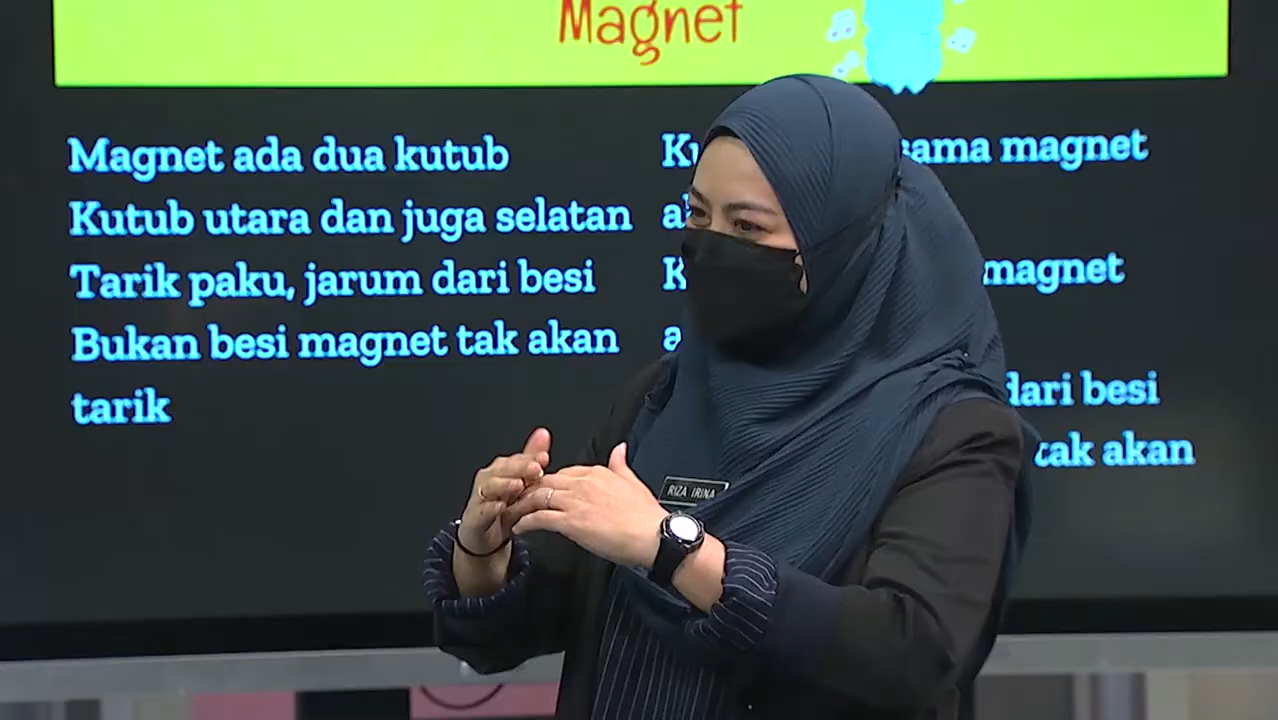 Magnet
Magnet ada dua kutub
Kutub utara dan juga selatan
Tarik paku, jarum dari besi
Bukan besi magnet tak akan
tarik
sama magnet
magnet
dari besi
tak akan
RIZA IRINA